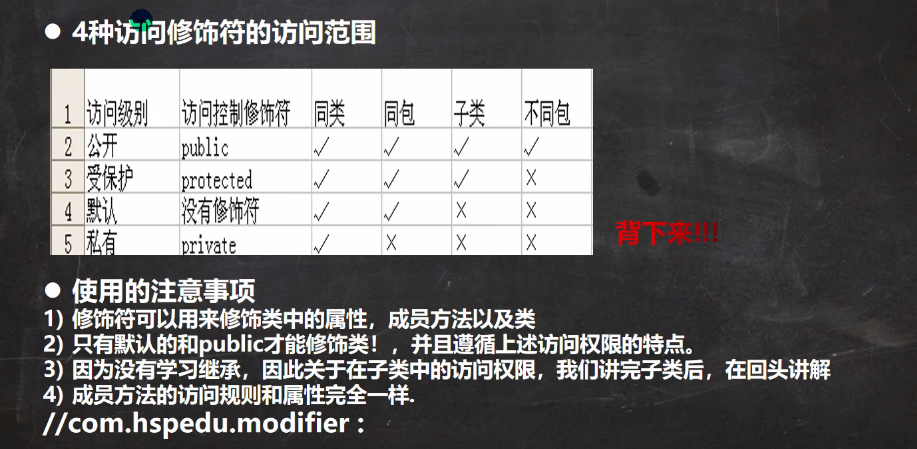 ● 4种访问修饰符的访问范围
1 访问级别 访问控制修饰符 同类 同包 子类 不同包
2 公开 public ✓ ✓ ✓ ✓
3 受保护 protected ✓ ✓ ✓ ×
4 默认 没有修饰符 ✓ ✓ × ×
5 私有 private ✓ × × ×
背下来!!!
● 使用的注意事项
1) 修饰符可以用来修饰类中的属性，成员方法以及类
2) 只有默认的和public才能修饰类！，并且遵循上述访问权限的特点。
3) 因为没有学习继承，因此关于在子类中的访问权限，我们讲完子类后，在回头讲解
4) 成员方法的访问规则和属性完全一样.
//com.hspedu.modifier :